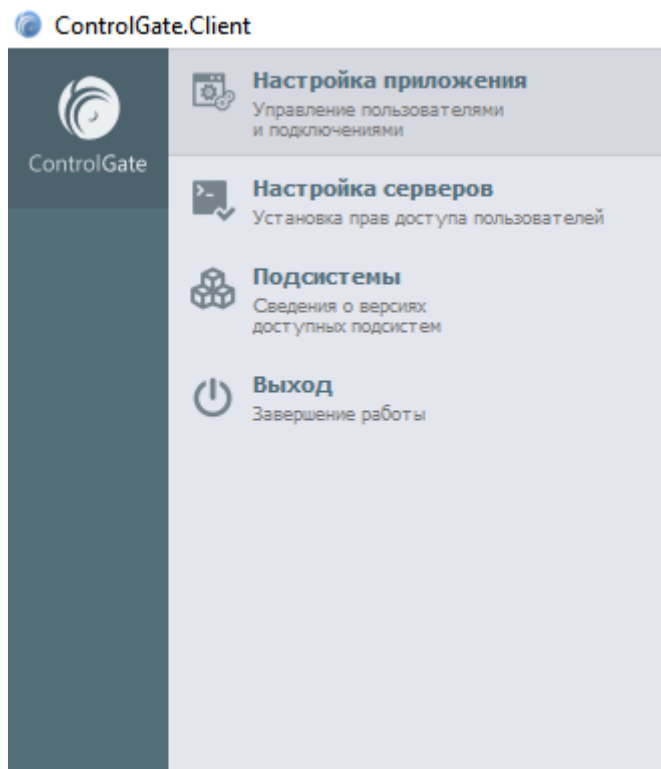 ControlGate.Client
ControlGate
Настройка приложения
Управление пользователями
и подключениями
Настройка серверов
Установка прав доступа пользователей
Подсистемы
Сведения о версиях
доступных подсистем
Выход
Завершение работы